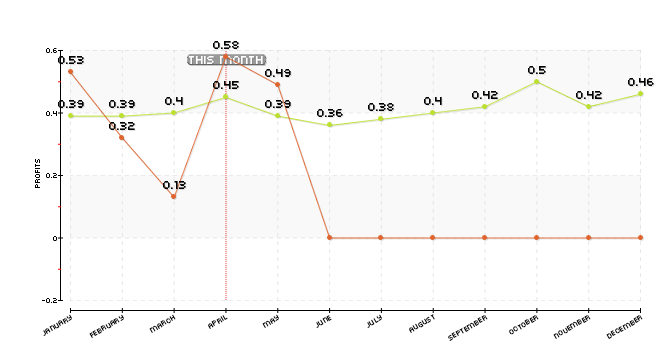 0.58
THIS MONTH
0.6
0.53
0.49
0.5
0.46
0.45
0.42
0.42
0.39
0.39
0.4
0.39
0.4
0.38
0.36
0.4
0.32
0.13
0.2
0
-0.2
PROFITS
JANUARY
FEBRUARY
MARCH
APRIL
MAY
JUNE
JULY
AUGUST
SEPTEMBER
OCTOBER
NOVEMBER
DECEMBER